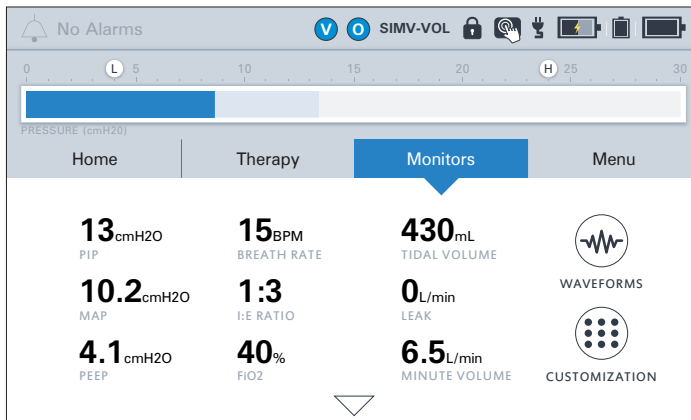 No Alarms V O SIMV-VOL
0 L 5 10 15 20 H 25 30
PRESSURE (cmH20)
Home Therapy Monitors Menu
13cmH2O 15BPM 430mL
PIP BREATH RATE TIDAL VOLUME
WAVEFORMS
10.2cmH2O 1:3 0L/min
MAP I:E RATIO LEAK
4.1cmH2O 40% 6.5L/min
PEEP FiO2 MINUTE VOLUME CUSTOMIZATION